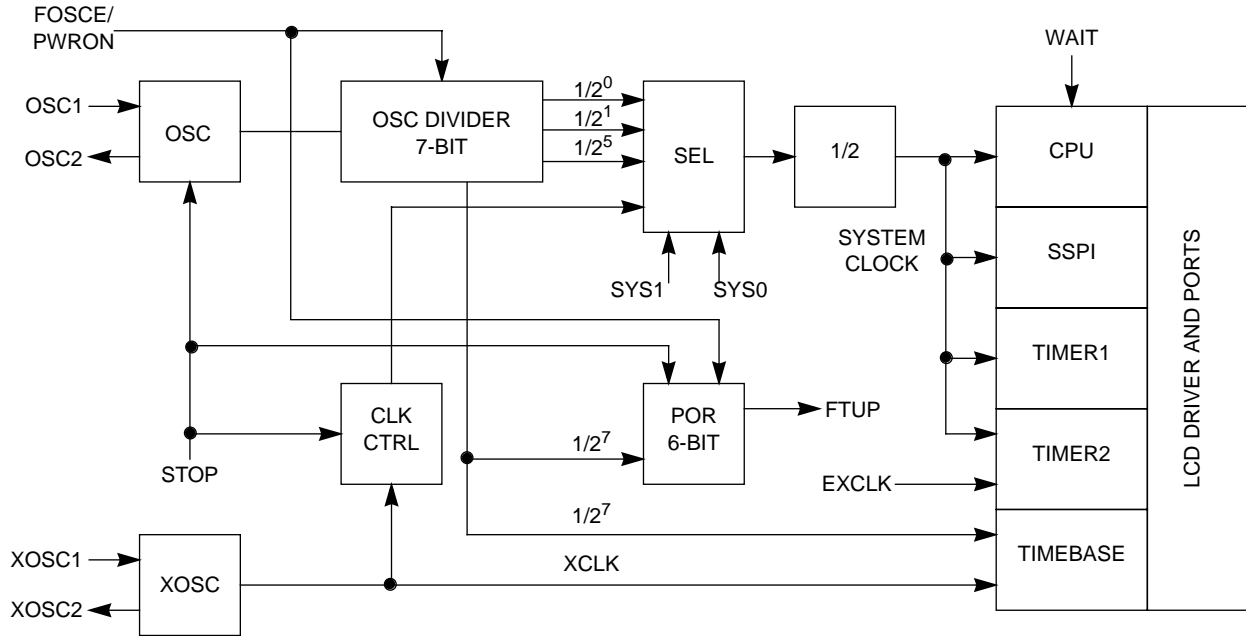 FOSCE/
PWRON
WAIT
OSC1
OSC2
OSC
OSC DIVIDER
7-BIT
1/2⁰
1/2¹
1/2⁵
SEL
1/2
CPU
SYSTEM
CLOCK
SSPI
SYS1
SYS0
TIMER1
CLK
CTRL
POR
6-BIT
FTUP
STOP
1/2⁷
TIMER2
EXCLK
1/2⁷
XOSC1
XOSC2
XOSC
XCLK
TIMEBASE
LCD DRIVER AND PORTS